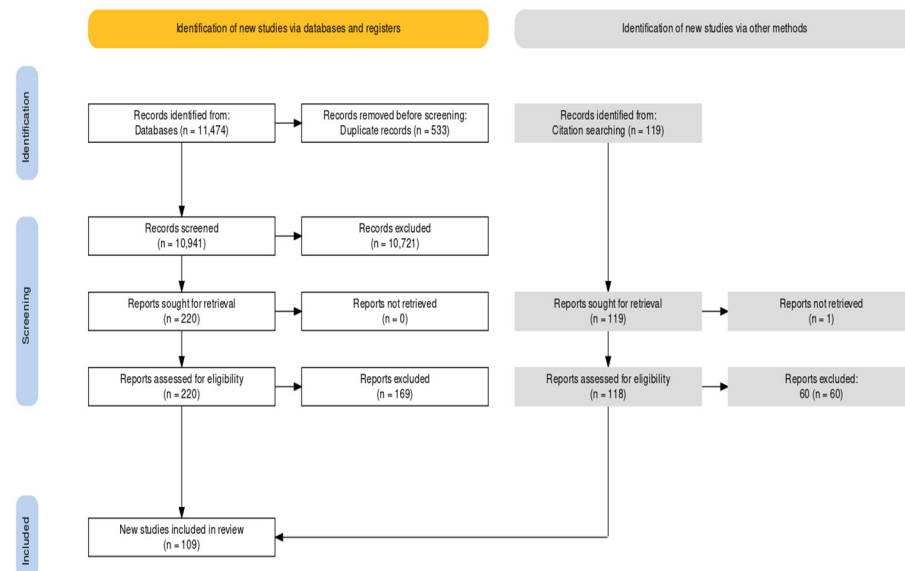 Identification of new studies via databases and registers
Identification of new studies via other methods
Identification
Records identified from:
Databases (n = 11,474)
Records removed before screening:
Duplicate records (n = 533)
Records identified from:
Citation searching (n = 119)
Screening
Records screened
(n = 10,941)
Records excluded
(n = 10,721)
Reports sought for retrieval
(n = 220)
Reports not retrieved
(n = 0)
Reports sought for retrieval
(n = 119)
Reports not retrieved
(n = 1)
Reports assessed for eligibility
(n = 220)
Reports excluded
(n = 169)
Reports assessed for eligibility
(n = 118)
Reports excluded:
60 (n = 60)
Included
New studies included in review
(n = 109)